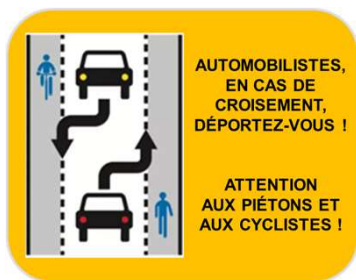 AUTOMOBILISTES,
EN CAS DE
CROISEMENT,
DÉPORTEZ-VOUS !
ATTENTION
AUX PIÉTONS ET
AUX CYCLISTES !